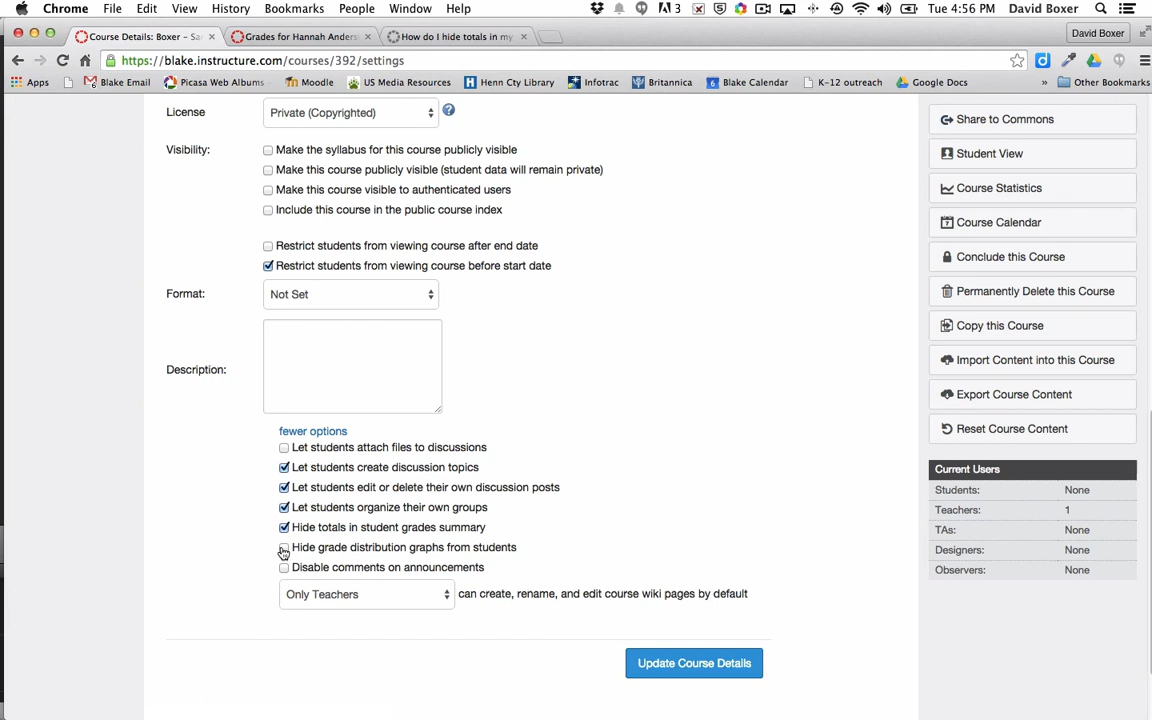 Chrome File Edit View History Bookmarks People Window Help 3 Tue 4:56 PM David Boxer
Course Details: Boxer - Sa Grades for Hannah Anders How do I hide totals in my David Boxer
https://blake.instructure.com/courses/392/settings
Apps Blake Email Picasa Web Albums Moodle US Media Resources Henn Cty Library Infotrac Britannica Blake Calendar K-12 outreach Google Docs » Other Bookmarks
License Private (Copyrighted)
Visibility: Make the syllabus for this course publicly visible
Make this course publicly visible (student data will remain private)
Make this course visible to authenticated users
Include this course in the public course index
Restrict students from viewing course after end date
Restrict students from viewing course before start date
Format: Not Set
Description:
fewer options
Let students attach files to discussions
Let students create discussion topics
Let students edit or delete their own discussion posts
Let students organize their own groups
Hide totals in student grades summary
Hide grade distribution graphs from students
Disable comments on announcements
Only Teachers can create, rename, and edit course wiki pages by default
Update Course Details
Share to Commons
Student View
Course Statistics
Course Calendar
Conclude this Course
Permanently Delete this Course
Copy this Course
Import Content into this Course
Export Course Content
Reset Course Content
Current Users
Students: None
Teachers: 1
TAs: None
Designers: None
Observers: None